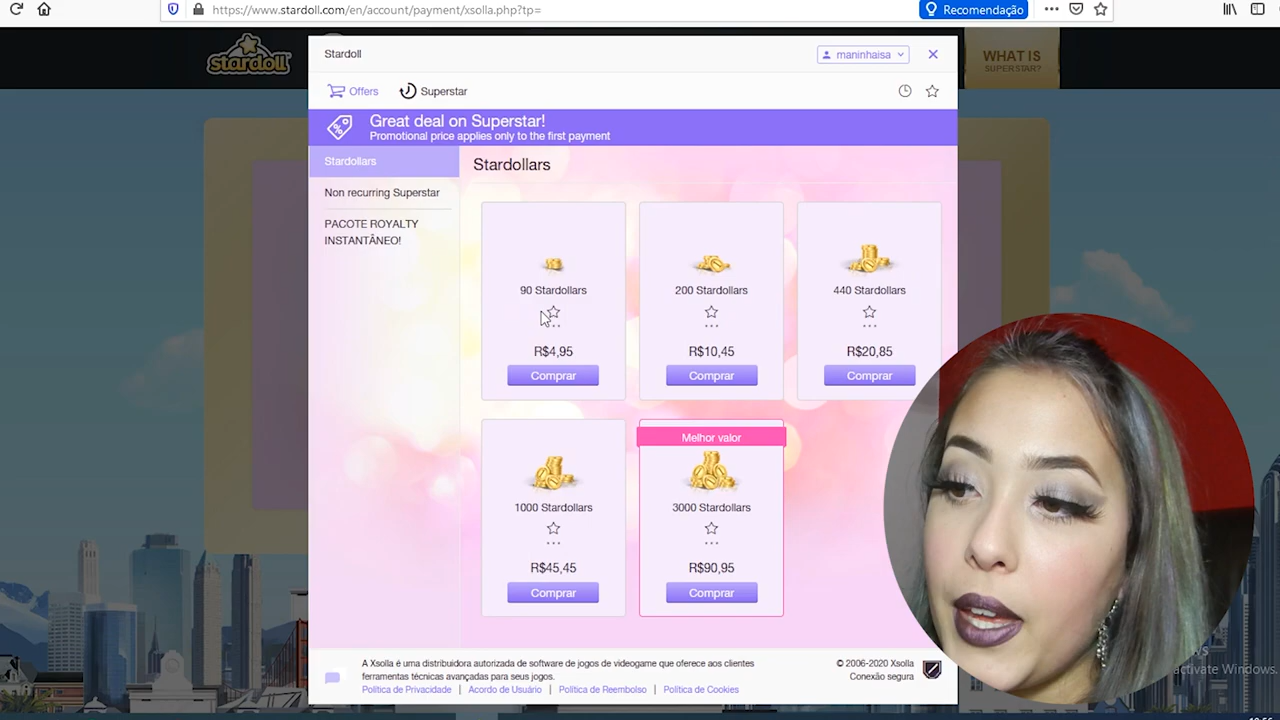 https://www.stardoll.com/en/account/payment/xsolla.php?tp=
Recomendação
stardoll
WHAT IS
SUPERSTAR?
Stardoll
maninhaisa
Offers
Superstar
Great deal on Superstar!
Promotional price applies only to the first payment
Stardollars
Non recurring Superstar
PACOTE ROYALTY
INSTANTÂNEO!
Stardollars
90 Stardollars
R$4,95
Comprar
200 Stardollars
R$10,45
Comprar
440 Stardollars
R$20,85
Comprar
1000 Stardollars
R$45,45
Comprar
Melhor valor
3000 Stardollars
R$90,95
Comprar
A Xsolla é uma distribuidora autorizada de software de jogos de videogame que oferece aos clientes
ferramentas técnicas avançadas para seus jogos.
Política de Privacidade | Acordo de Usuário | Política de Reembolso | Política de Cookies
© 2006-2020 Xsolla
Conexão segura
activate Windows.